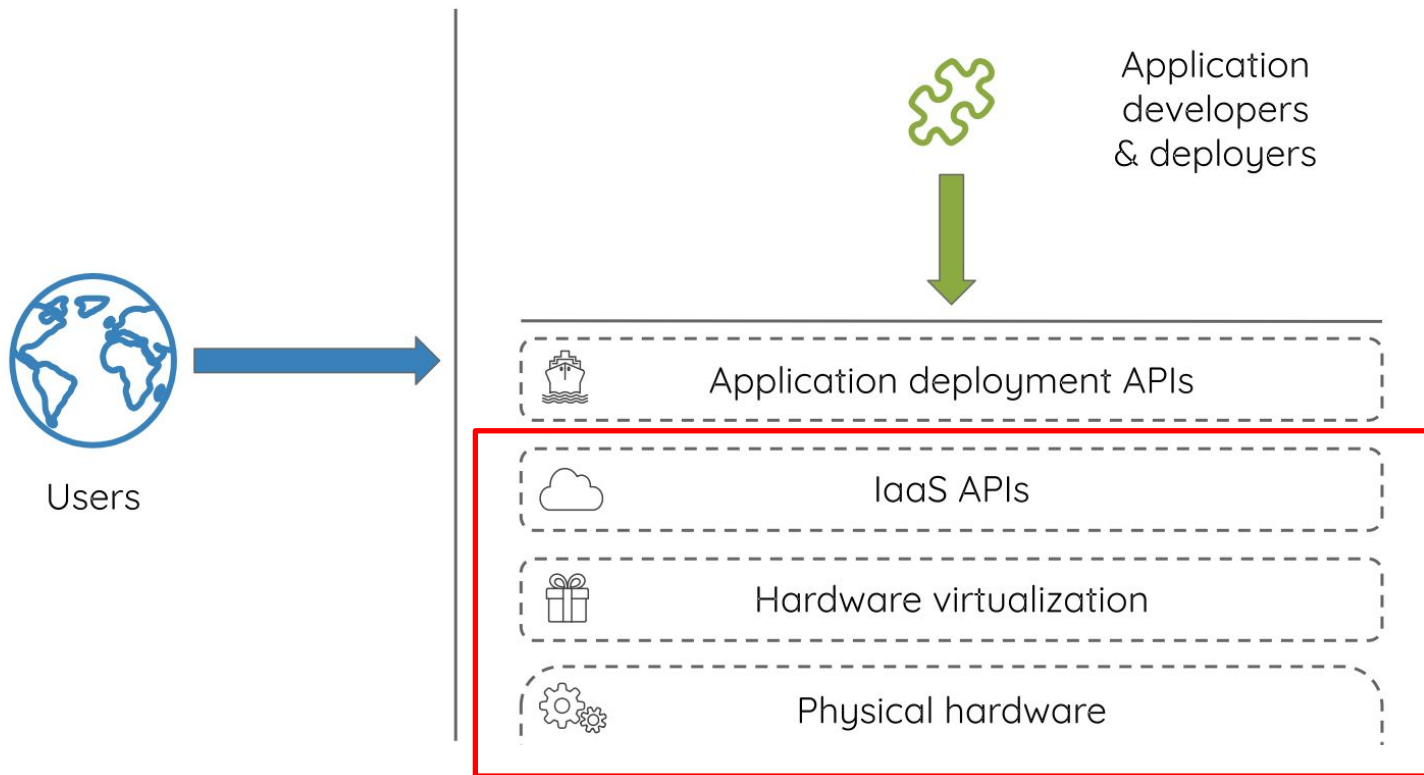 Application
developers
& deployers
Users
Application deployment APIs
IaaS APIs
Hardware virtualization
Physical hardware